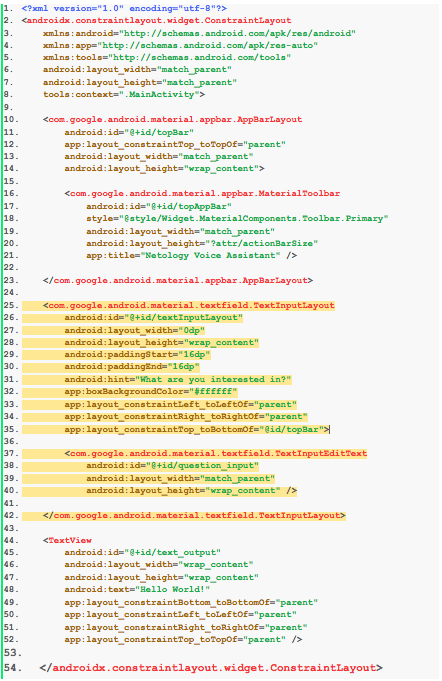 1. <?xml version="1.0" encoding="utf-8"?>
2. <androidx.constraintlayout.widget.ConstraintLayout
3. xmlns:android="http://schemas.android.com/apk/res/android"
4. xmlns:app="http://schemas.android.com/apk/res-auto"
5. xmlns:tools="http://schemas.android.com/tools"
6. android:layout_width="match_parent"
7. android:layout_height="match_parent"
8. tools:context=".MainActivity">
9.
10. <com.google.android.material.appbar.AppBarLayout
11. android:id="@+id/topBar"
12. app:layout_constraintTop_toTopOf="parent"
13. android:layout_width="match_parent"
14. android:layout_height="wrap_content">
15.
16. <com.google.android.material.appbar.MaterialToolbar
17. android:id="@+id/topAppBar"
18. style="@style/Widget.MaterialComponents.Toolbar.Primary"
19. android:layout_width="match_parent"
20. android:layout_height="?attr/actionBarSize"
21. app:title="Netology Voice Assistant" />
22.
23. </com.google.android.material.appbar.AppBarLayout>
24.
25. <com.google.android.material.textfield.TextInputLayout
26. android:id="@+id/textInputLayout"
27. android:layout_width="0dp"
28. android:layout_height="wrap_content"
29. android:paddingStart="16dp"
30. android:paddingEnd="16dp"
31. android:hint="What are you interested in?"
32. app:boxBackgroundColor="#ffffff"
33. app:layout_constraintLeft_toLeftOf="parent"
34. app:layout_constraintRight_toRightOf="parent"
35. app:layout_constraintTop_toBottomOf="@id/topBar">
36.
37. <com.google.android.material.textfield.TextInputEditText
38. android:id="@+id/question_input"
39. android:layout_width="match_parent"
40. android:layout_height="wrap_content" />
41.
42. </com.google.android.material.textfield.TextInputLayout>
43.
44. <TextView
45. android:id="@+id/text_output"
46. android:layout_width="wrap_content"
47. android:layout_height="wrap_content"
48. android:text="Hello World!"
49. app:layout_constraintBottom_toBottomOf="parent"
50. app:layout_constraintLeft_toLeftOf="parent"
51. app:layout_constraintRight_toRightOf="parent"
52. app:layout_constraintTop_toTopOf="parent" />
53.
54. </androidx.constraintlayout.widget.ConstraintLayout>